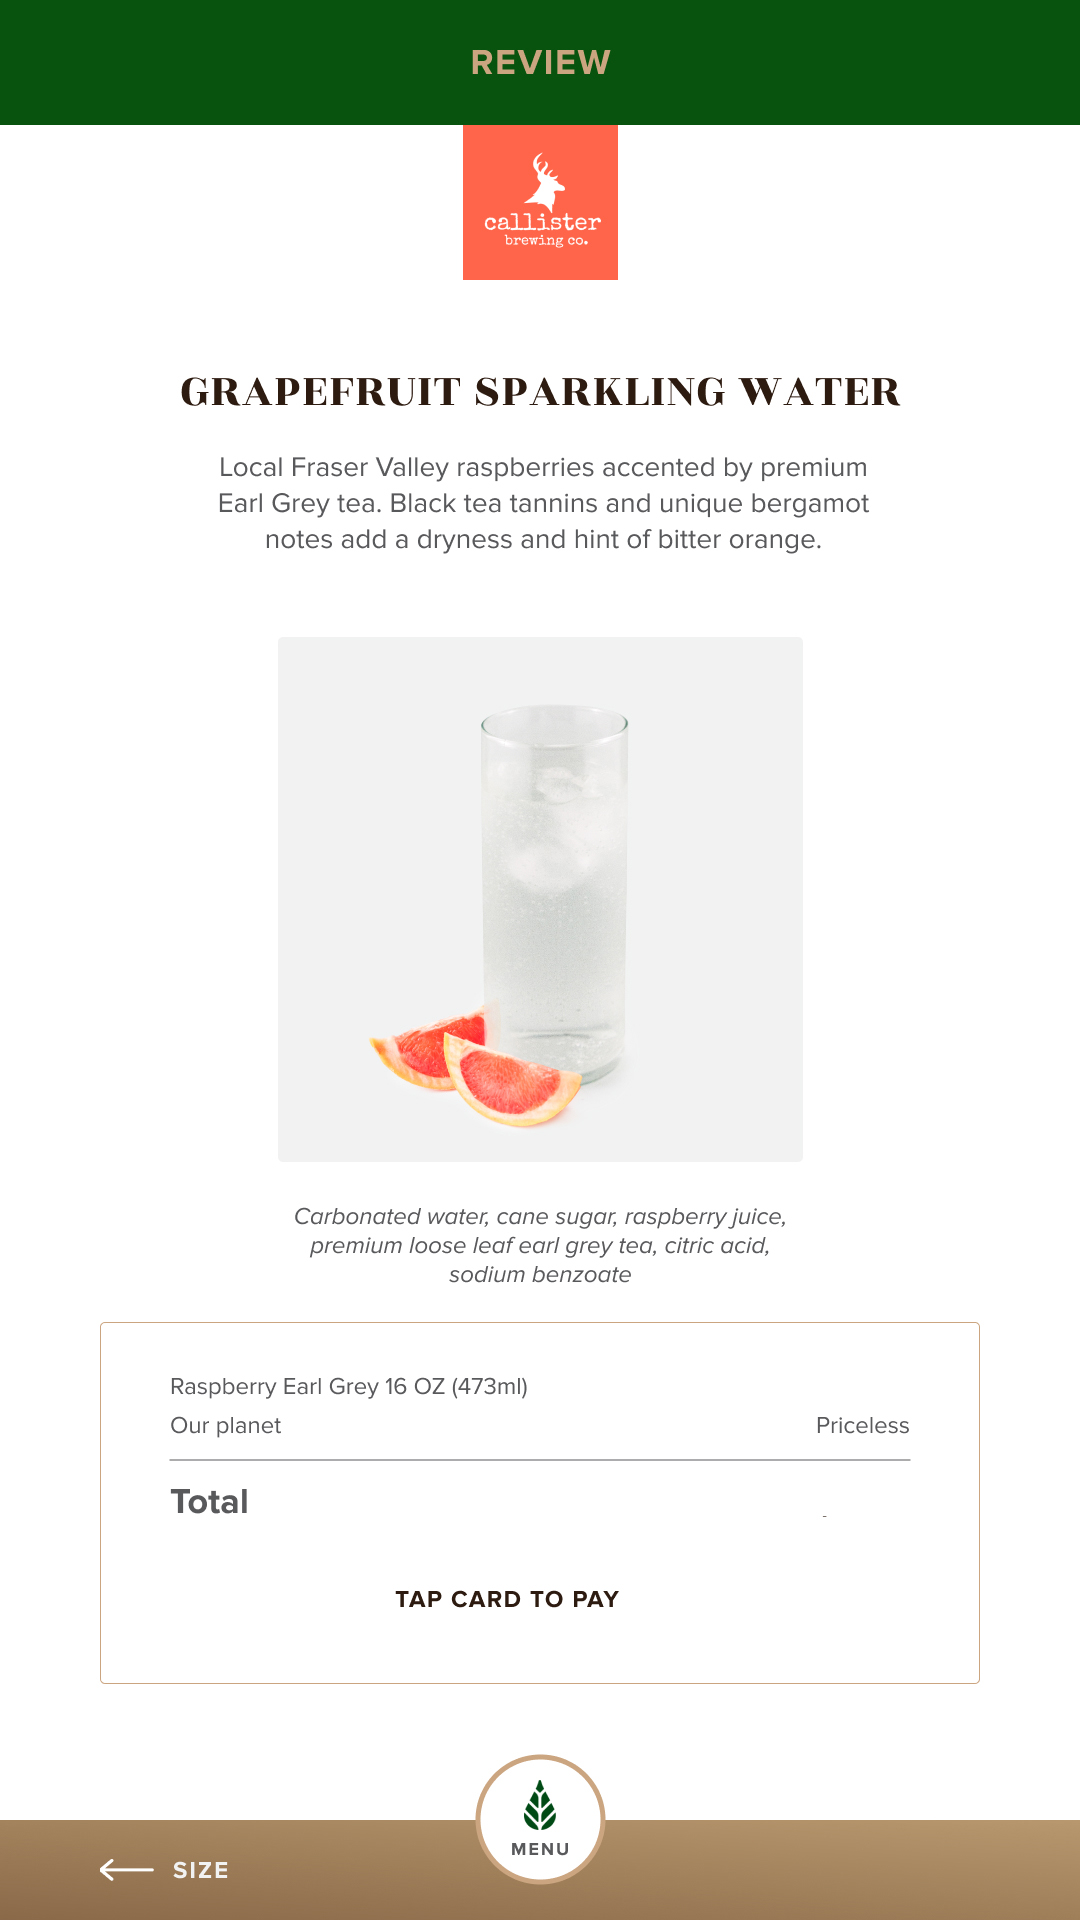 REVIEW
callister
brewing co.
GRAPEFRUIT SPARKLING WATER
Local Fraser Valley raspberries accented by premium
Earl Grey tea. Black tea tannins and unique bergamot
notes add a dryness and hint of bitter orange.
Carbonated water, cane sugar, raspberry juice,
premium loose leaf earl grey tea, citric acid,
sodium benzoate
Raspberry Earl Grey 16 OZ (473ml)
Our planet Priceless
Total -
TAP CARD TO PAY
MENU
SIZE